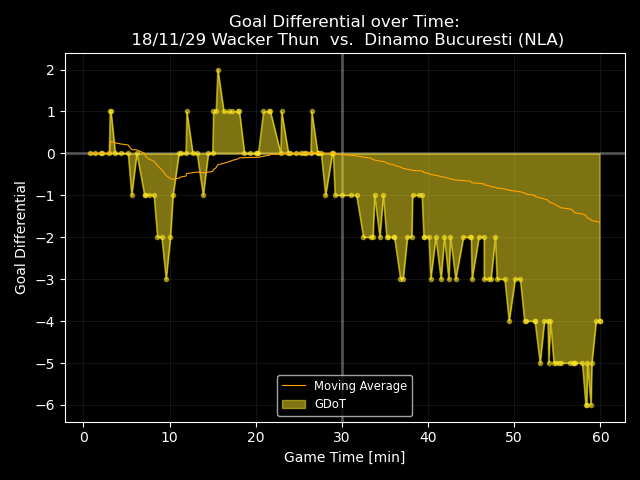 Goal Differential over Time:
18/11/29 Wacker Thun  vs.  Dinamo Bucuresti (NLA)
Goal Differential
2
1
0
−1
−2
−3
−4
−5
−6
Moving Average
GDoT
0 10 20 30 40 50 60
Game Time [min]